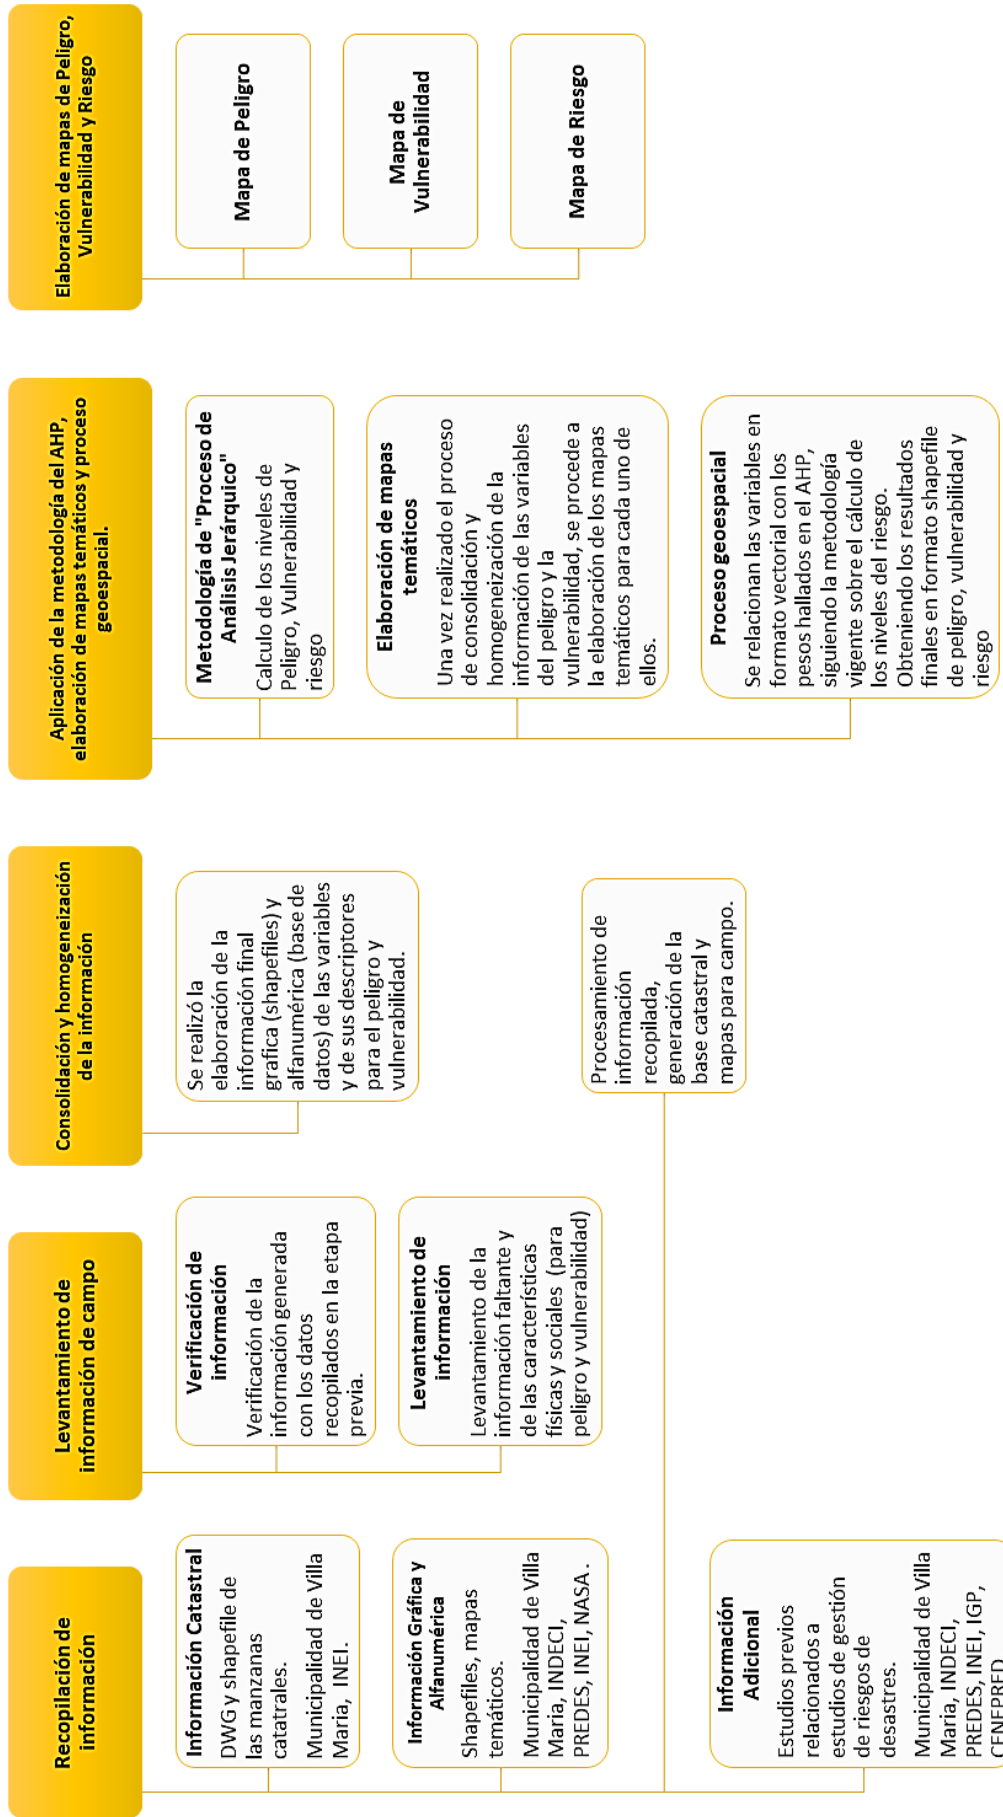 Recopilación de
información
Información Catastral
DWG y shapefile de
las manzanas
catatrales.
Municipalidad de Villa
Maria, INEI.
Información Gráfica y
Alfanumérica
Shapefiles, mapas
temáticos.
Municipalidad de Villa
Maria, INDECI,
PREDES, INEI, NASA.
Información
Adicional
Estudios previos
relacionados a
estudios de gestión
de riesgos de
desastres.
Municipalidad de Villa
Maria, INDECI,
PREDES, INEI, IGP,
CENEPRED
Levantamiento de
información de campo
Verificación de
información
Verificación de la
información generada
con los datos
recopilados en la etapa
previa.
Levantamiento de
información
Levantamiento de la
informacion faltante y
de las características
físicas y sociales (para
peligro y vulnerabilidad)
Consolidación y homogeneización
de la información
Se realizó la
elaboración de la
información final
grafica (shapefiles) y
alfanumérica (base de
datos) de las variables
y de sus descriptores
para el peligro y
vulnerabilidad.
Procesamiento de
información
recopilada,
generación de la
base catastral y
mapas para campo.
Aplicación de la metodología del AHP,
elaboración de mapas temáticos y proceso
geoespacial.
Metodología de "Proceso de
Análisis Jerárquico"
Calculo de los niveles de
Peligro, Vulnerabilidad y
riesgo
Elaboración de mapas
temáticos
Una vez realizado el proceso
de consolidación y
homogeneización de la
información de las variables
del peligro y la
vulnerabilidad, se procede a
la elaboración de los mapas
temáticos para cada uno de
ellos.
Proceso geoespacial
Se relacionan las variables en
formato vectorial con los
pesos hallados en el AHP,
siguiendo la metodología
vigente sobre el cálculo de
los niveles del riesgo.
Obteniendo los resultados
finales en formato shapefile
de peligro, vulnerabilidad y
riesgo
Elaboración de mapas de Peligro,
Vulnerabilidad y Riesgo
Mapa de Peligro
Mapa de
Vulnerabilidad
Mapa de Riesgo